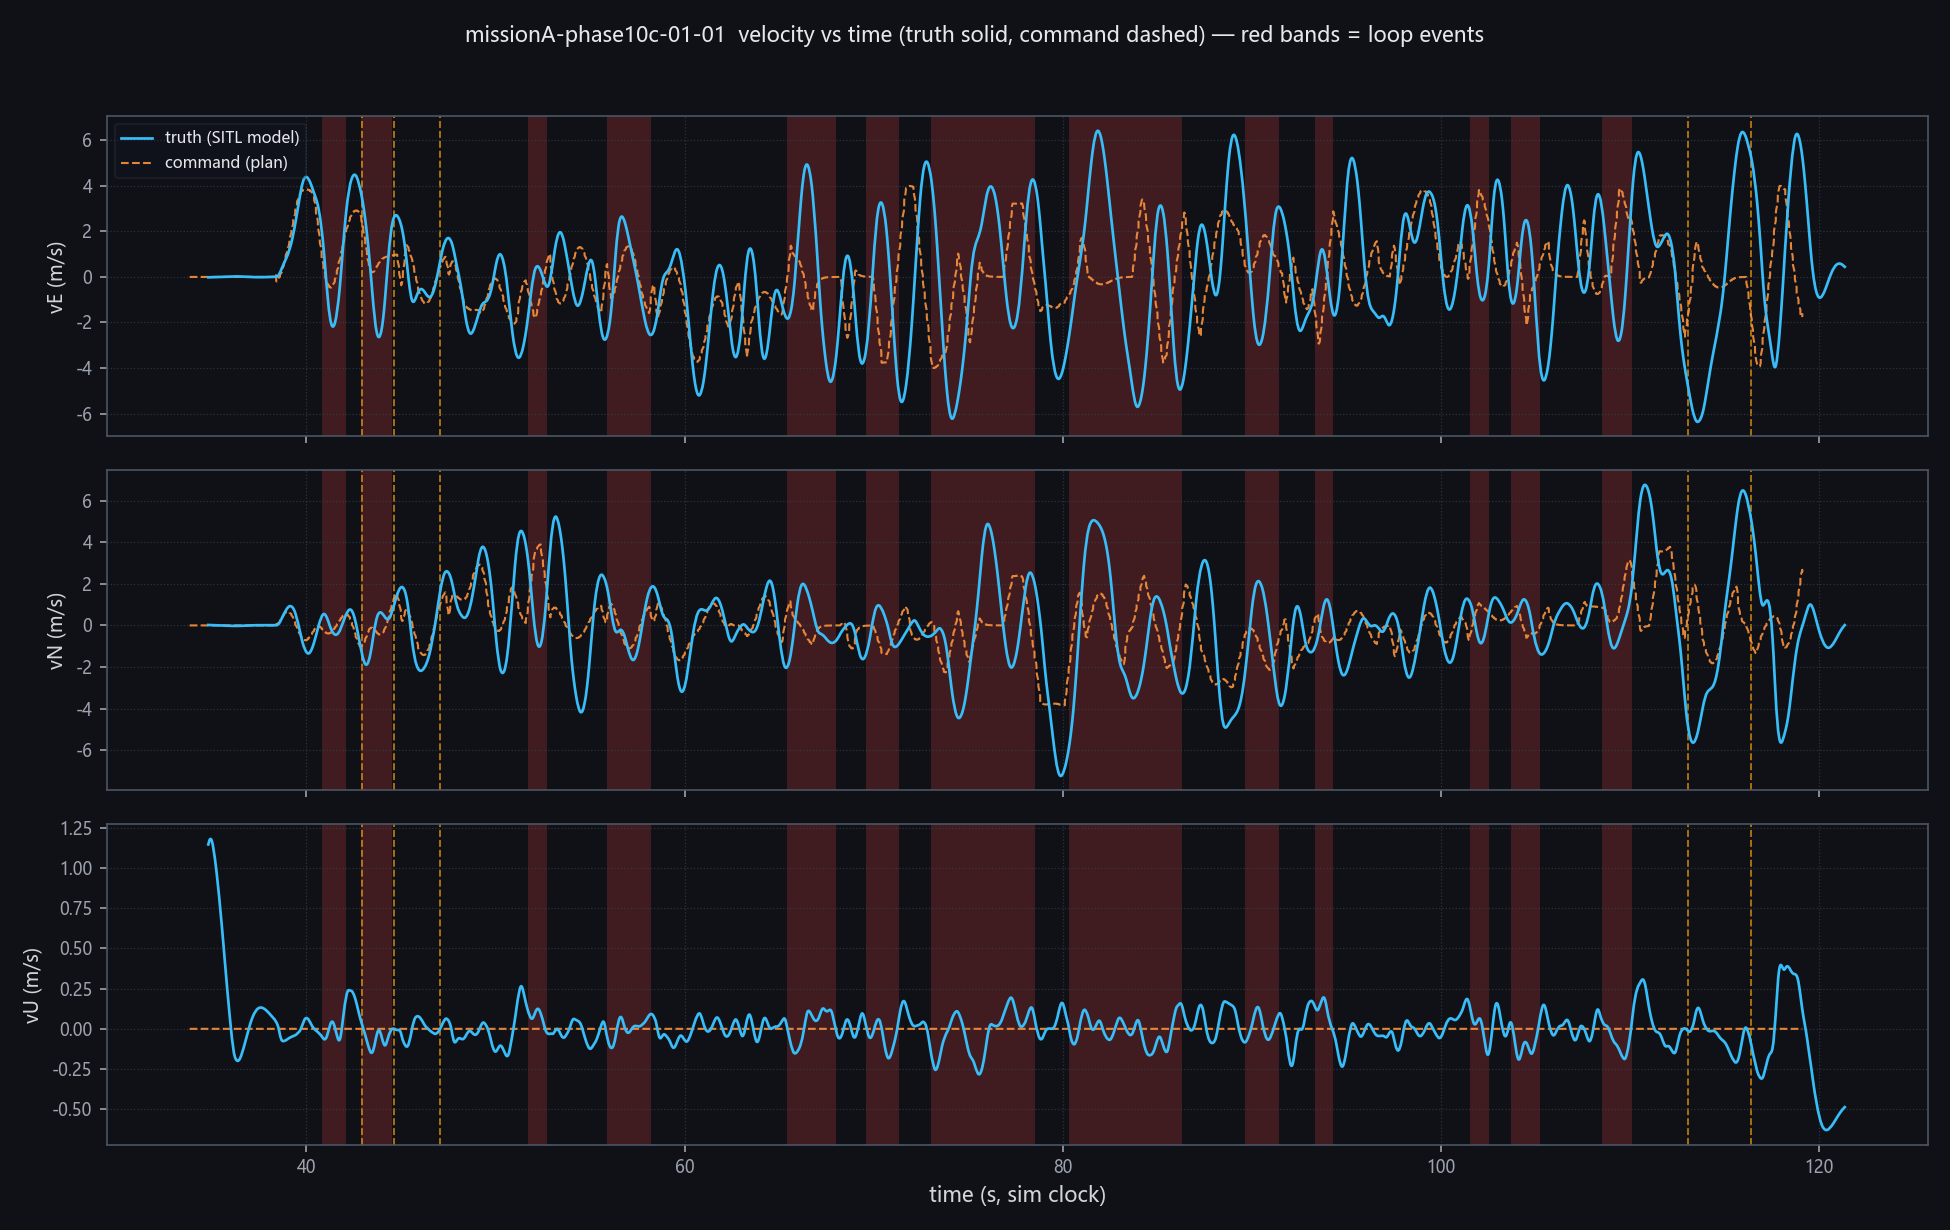 missionA-phase10c-01-01  velocity vs time (truth solid, command dashed) — red bands = loop events
truth (SITL model)
command (plan)
vE (m/s)
6
4
2
0
-2
-4
-6
vN (m/s)
6
4
2
0
-2
-4
-6
vU (m/s)
1.25
1.00
0.75
0.50
0.25
0.00
-0.25
-0.50
40 60 80 100 120
time (s, sim clock)